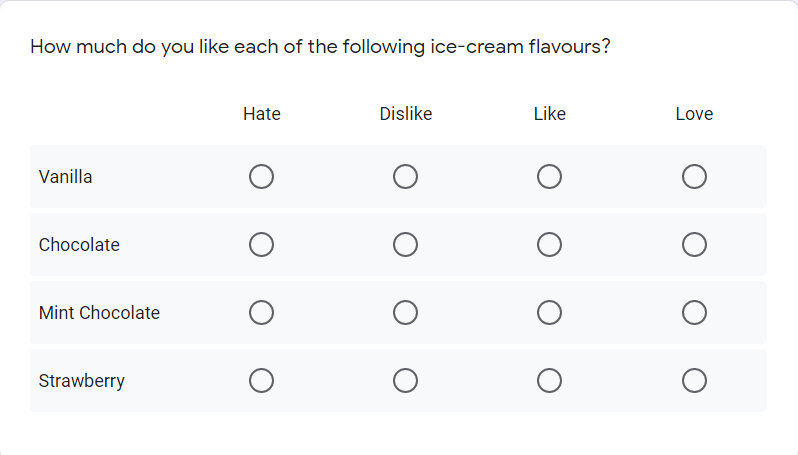 How much do you like each of the following ice-cream flavours?
Hate Dislike Like Love
Vanilla
Chocolate
Mint Chocolate
Strawberry